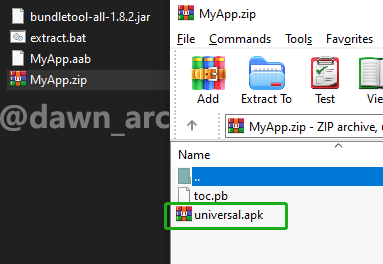 bundletool-all-1.8.2.jar
extract.bat
MyApp.aab
MyApp.zip
@dawn_arc
MyApp.zip
File Commands Tools Favorites
Add Extract To Test
MyApp.zip - ZIP archive,
Name
..
toc.pb
universal.apk